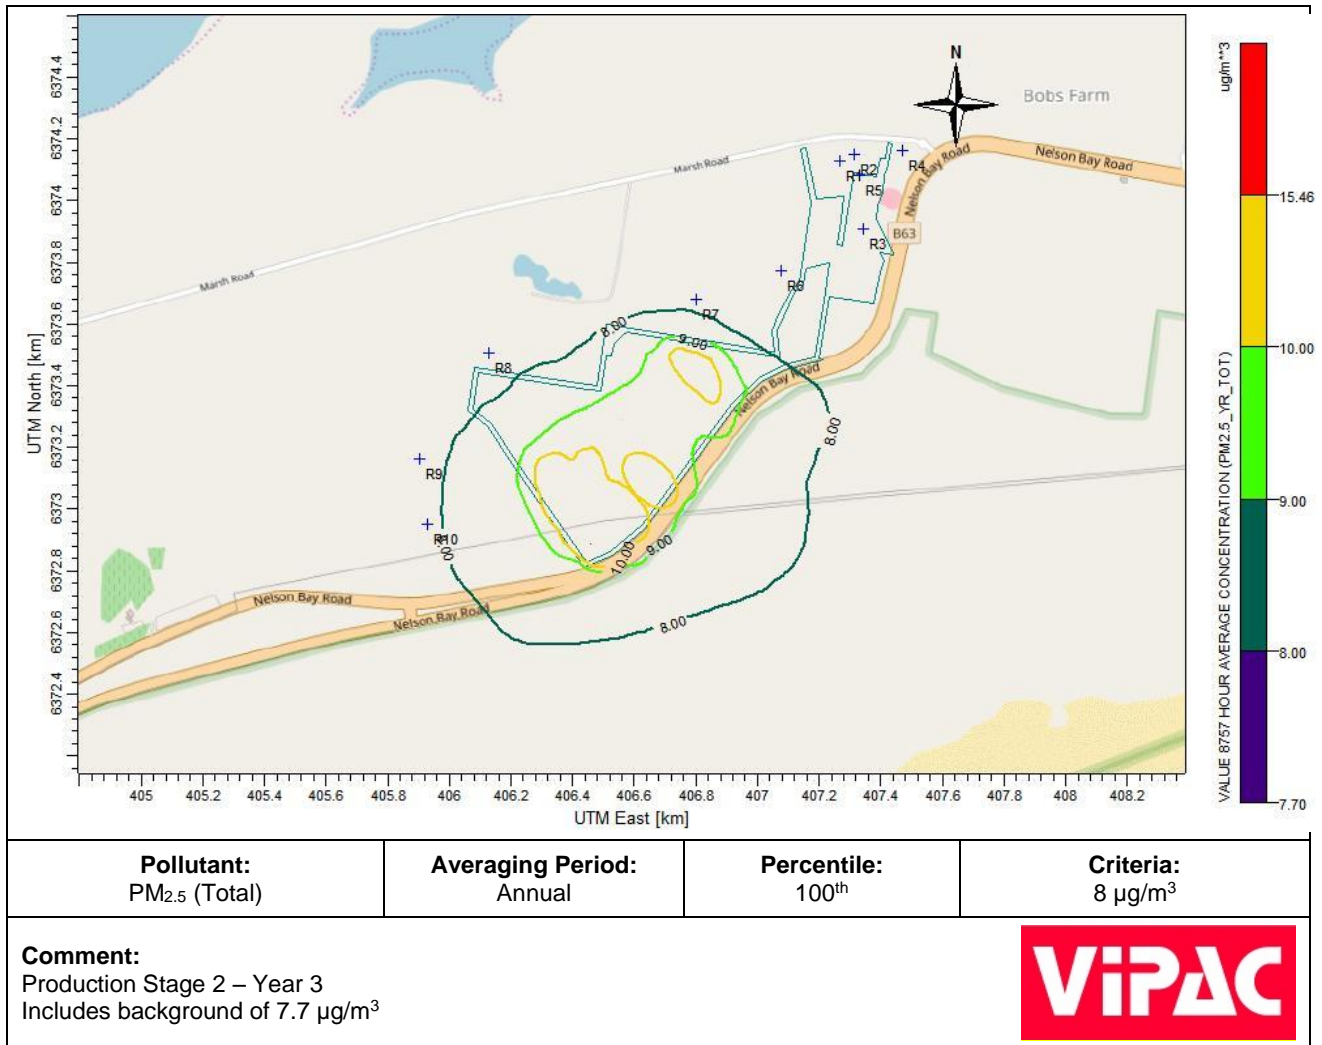 N
Bobs Farm
Marsh Road
Nelson Bay Road
Nelson Bay Road
R2
R1
R4
R5
B63
R3
R6
R7
R8
R9
R10
Marsh Road
8.00
9.00
Nelson Bay Road
8.00
10.00
9.00
8.00
Nelson Bay Road
Nelson Bay Road
6374.4
6374.2
6374
6373.8
6373.6
6373.4
6373.2
6373
6372.8
6372.6
6372.4
UTM North [km]
405 405.2 405.4 405.6 405.8 406 406.2 406.4 406.6 406.8 407 407.2 407.4 407.6 407.8 408 408.2
UTM East [km]
ug/m**3
15.46
10.00
9.00
8.00
7.70
VALUE 8757 HOUR AVERAGE CONCENTRATION (PM2.5_YR_TOT)
Pollutant:
PM2.5 (Total)
Averaging Period:
Annual
Percentile:
100th
Criteria:
8 µg/m³
Comment:
Production Stage 2 – Year 3
Includes background of 7.7 µg/m³
ViPAC